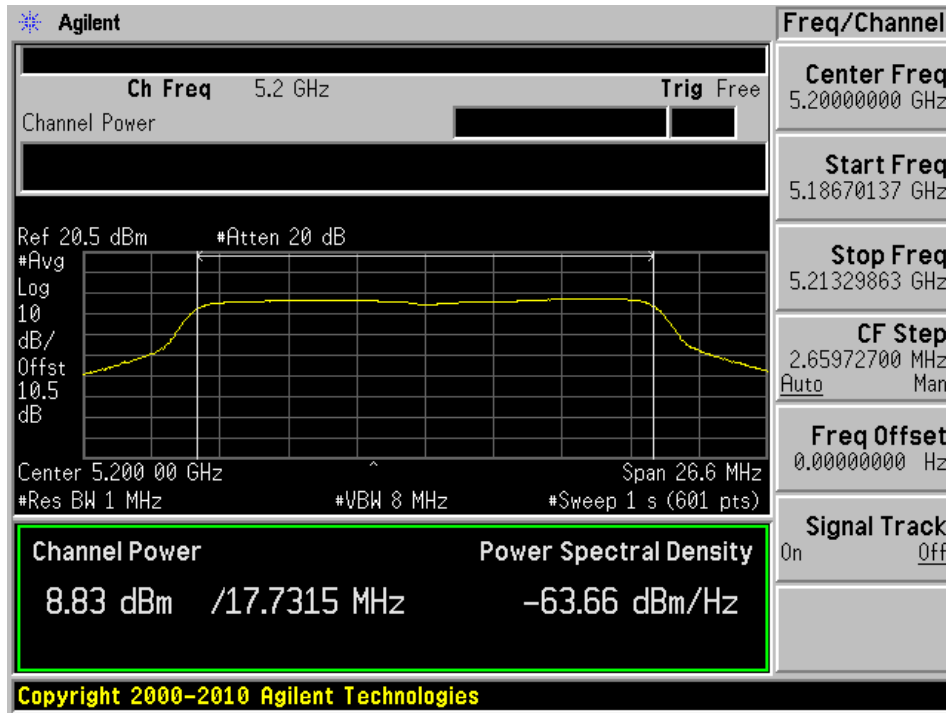 Agilent
Freq/Channel
Ch Freq 5.2 GHz Trig Free
Channel Power
Center Freq
5.20000000 GHz
Start Freq
5.18670137 GHz
Ref 20.5 dBm #Atten 20 dB
#Avg
Log
10
dB/
Offst
10.5
dB
Stop Freq
5.21329863 GHz
CF Step
2.65972700 MHz
Auto Man
Freq Offset
0.00000000 Hz
Center 5.200 00 GHz ^ Span 26.6 MHz
#Res BW 1 MHz #VBW 8 MHz #Sweep 1 s (601 pts)
Signal Track
On Off
Channel Power Power Spectral Density
8.83 dBm /17.7315 MHz -63.66 dBm/Hz
Copyright 2000-2010 Agilent Technologies